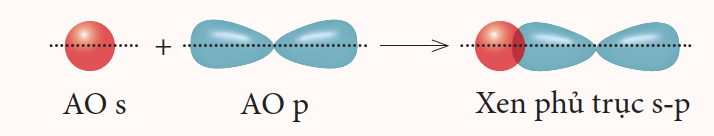 +
AO s
AO p
Xen phủ trục s-p